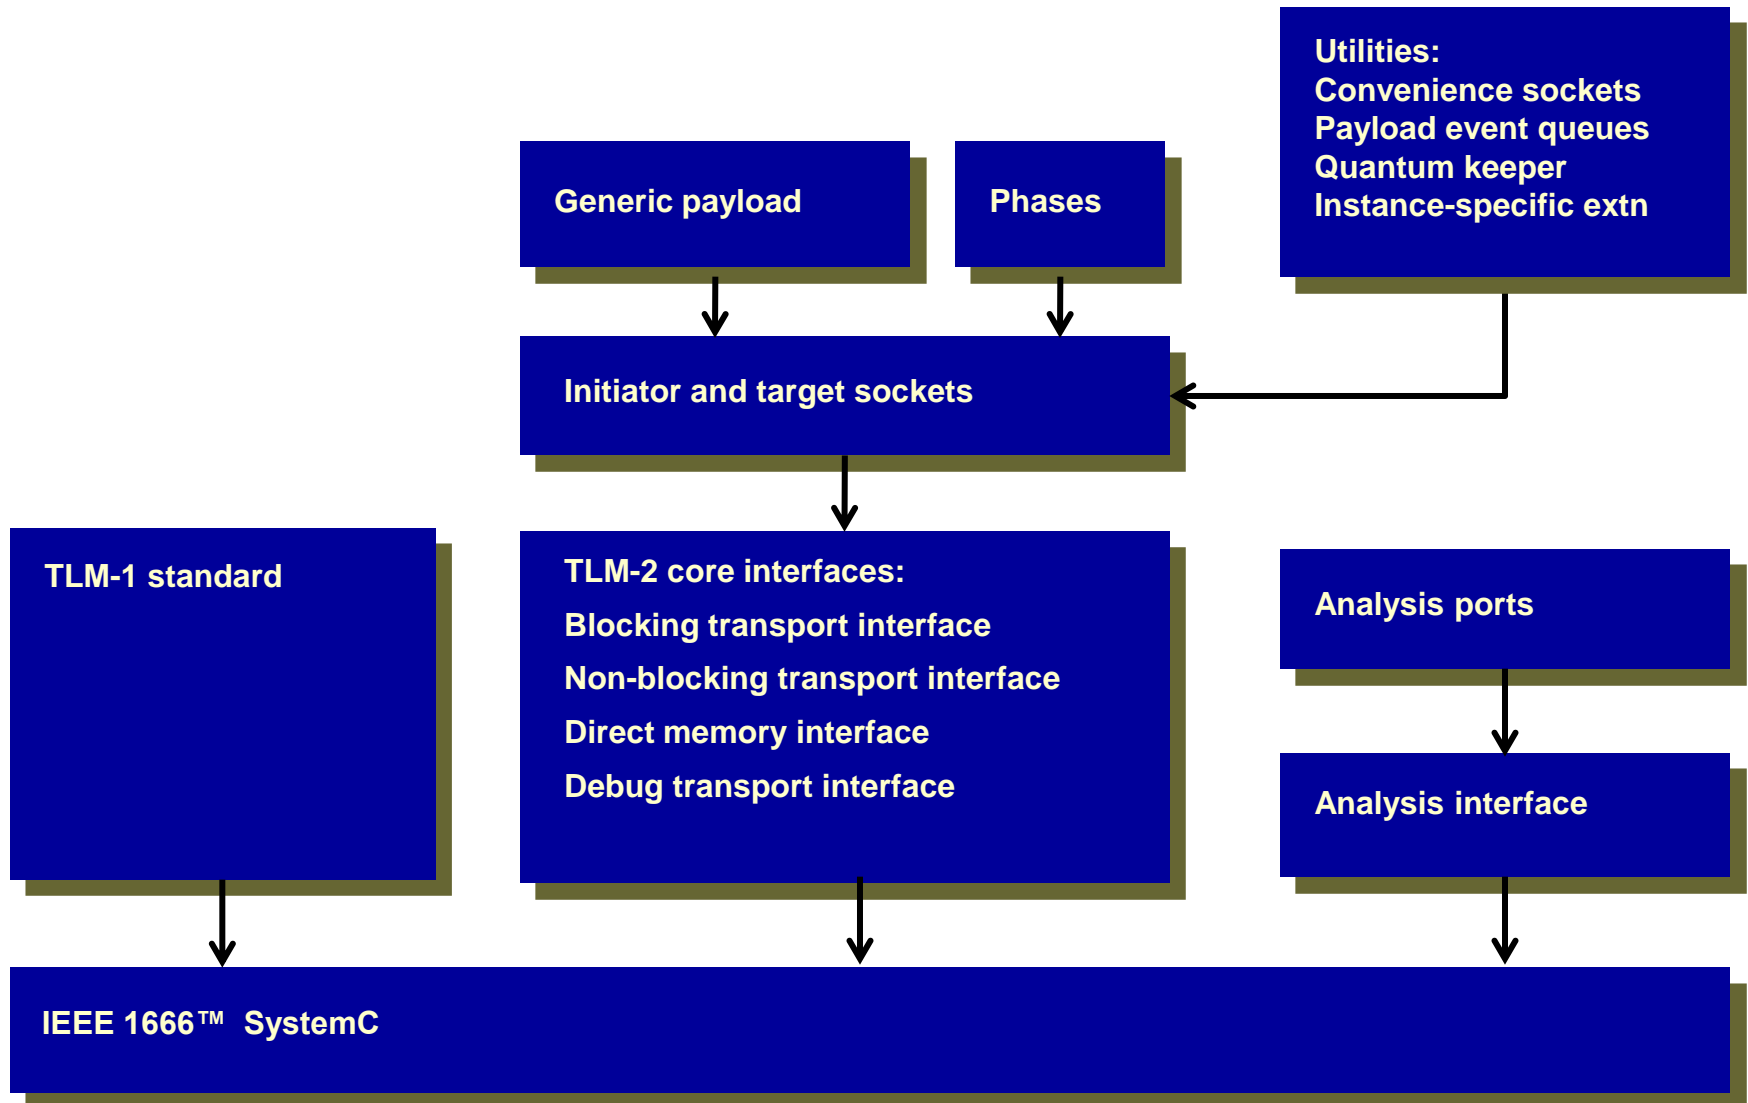 Utilities:
Convenience sockets
Payload event queues
Quantum keeper
Instance-specific extn
Generic payload
Phases
Initiator and target sockets
TLM-1 standard
TLM-2 core interfaces:
Blocking transport interface
Non-blocking transport interface
Direct memory interface
Debug transport interface
Analysis ports
Analysis interface
IEEE 1666™ SystemC